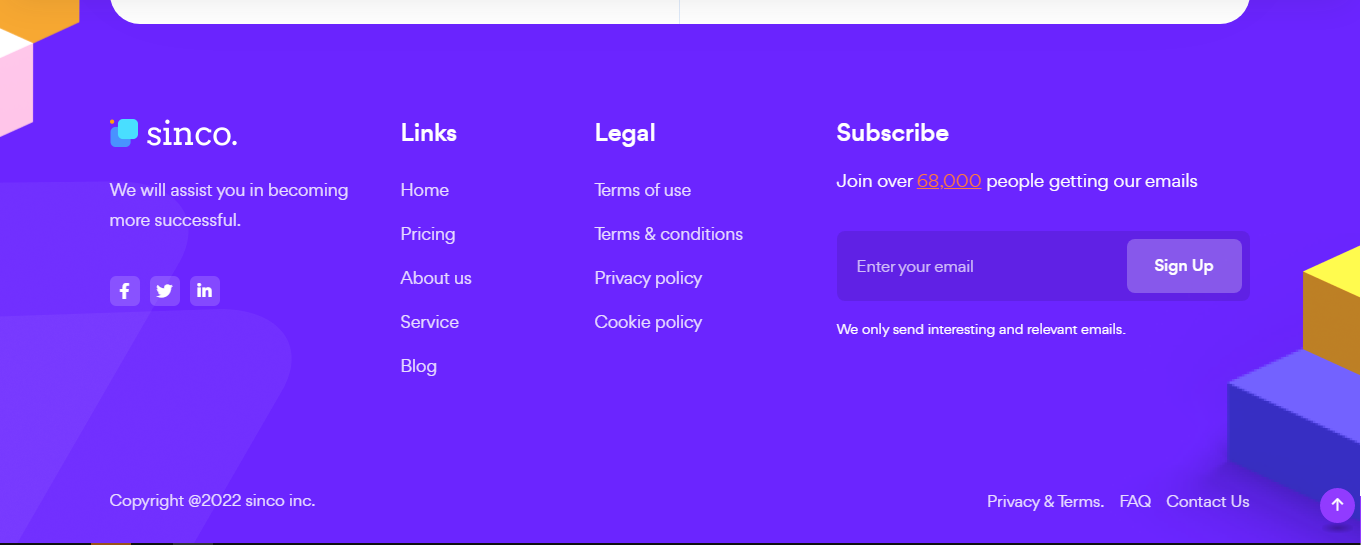 sinco.
We will assist you in becoming
more successful.
Links
Home
Pricing
About us
Service
Blog
Legal
Terms of use
Terms & conditions
Privacy policy
Cookie policy
Subscribe
Join over 68,000 people getting our emails
Enter your email
Sign Up
We only send interesting and relevant emails.
Copyright @2022 sinco inc.
Privacy & Terms. FAQ Contact Us